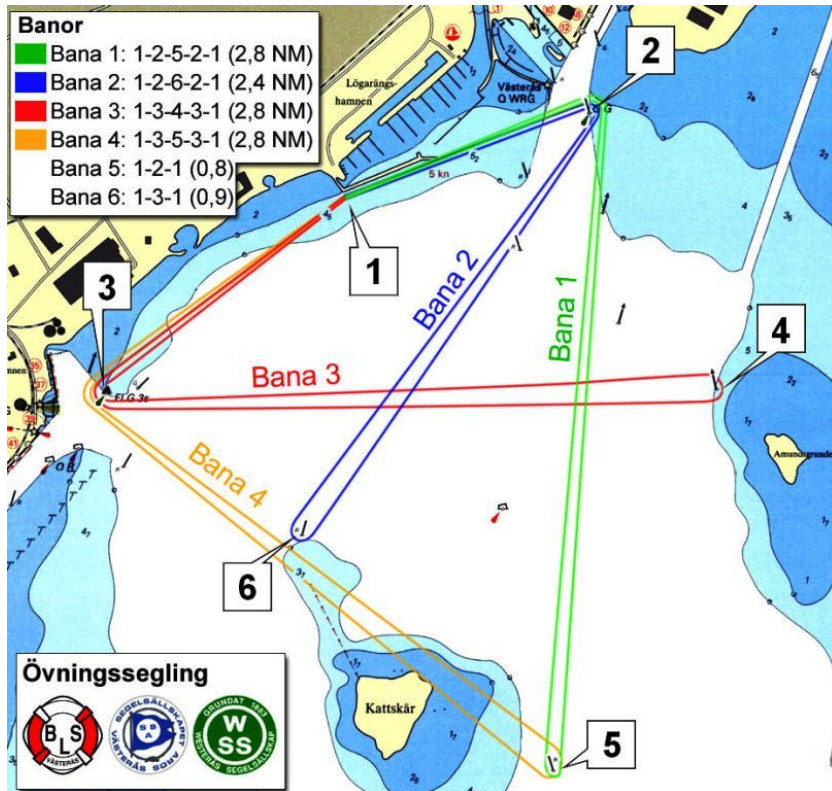 Banor
Bana 1: 1-2-5-2-1 (2,8 NM)
Bana 2: 1-2-6-2-1 (2,4 NM)
Bana 3: 1-3-4-3-1 (2,8 NM)
Bana 4: 1-3-5-3-1 (2,8 NM)
Bana 5: 1-2-1 (0,8)
Bana 6: 1-3-1 (0,9)
Lögarängs-
hamnen
Västerås
Q WRG
2
5 kn
1
Bana 2
Bana 1
3
4
Bana 3
Fl G 3s
Amundsgrunden
Bana 4
6
Kattskär
5
Övningssegling
BLS
VÄSTERÅS
SEGELSÄLLSKAPET AROS
SSA
VÄSTERÅS
GRUNDAT 1883
WSS
WESTERÅS SEGELSÄLLSKAP